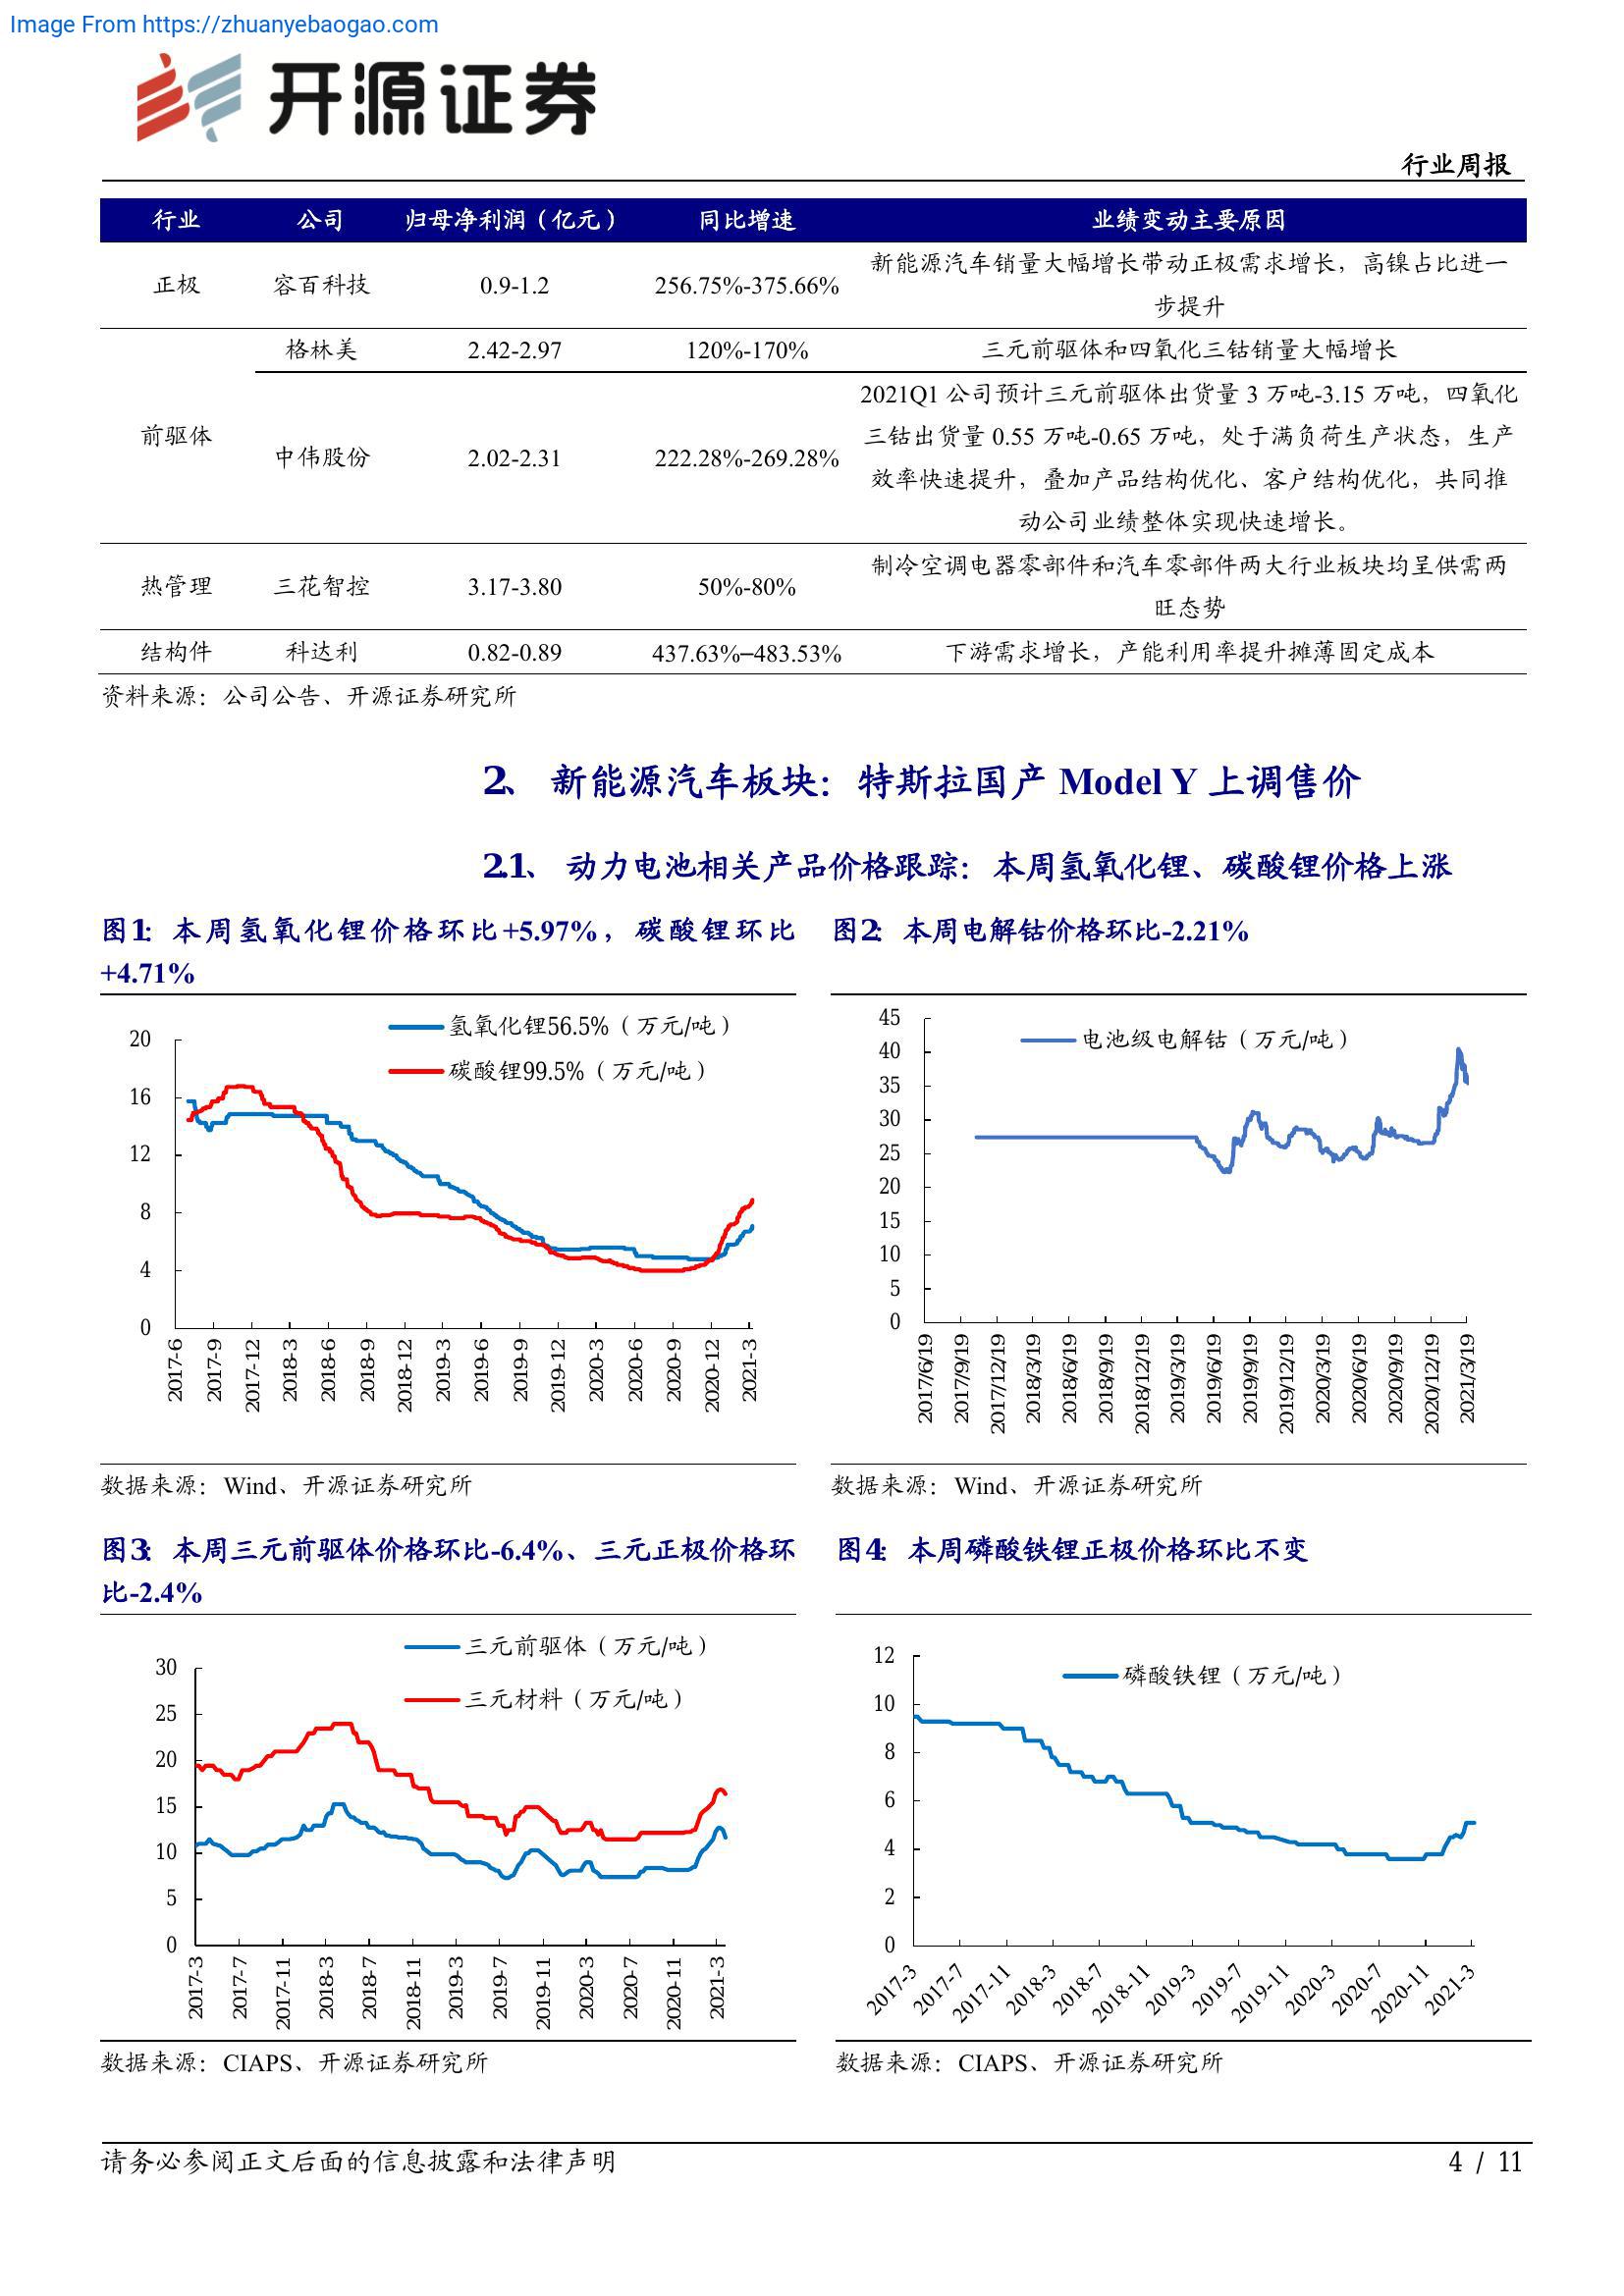 Image From https://zhuanyebaogao.com
开源证券
行业周报
行业 公司 归母净利润（亿元） 同比增速 业绩变动主要原因
正极 容百科技 0.9-1.2 256.75%-375.66% 新能源汽车销量大幅增长带动正极需求增长，高镍占比进一
步提升
前驱体
格林美 2.42-2.97 120%-170% 三元前驱体和四氧化三钴销量大幅增长
中伟股份 2.02-2.31 222.28%-269.28%
2021Q1 公司预计三元前驱体出货量 3 万吨-3.15 万吨，四氧化
三钴出货量 0.55 万吨-0.65 万吨，处于满负荷生产状态，生产
效率快速提升，叠加产品结构优化、客户结构优化，共同推
动公司业绩整体实现快速增长。
热管理 三花智控 3.17-3.80 50%-80% 制冷空调电器零部件和汽车零部件两大行业板块均呈供需两
旺态势
结构件 科达利 0.82-0.89 437.63%–483.53% 下游需求增长，产能利用率提升摊薄固定成本
资料来源：公司公告、开源证券研究所
2、 新能源汽车板块：特斯拉国产 Model Y 上调售价
2.1、 动力电池相关产品价格跟踪：本周氢氧化锂、碳酸锂价格上涨
图1：本周氢氧化锂价格环比+5.97%，碳酸锂环比
+4.71%
氢氧化锂56.5%（万元/吨）
碳酸锂99.5%（万元/吨）
20
16
12
8
4
0
2017-6 2017-9 2017-12 2018-3 2018-6 2018-9 2018-12 2019-3 2019-6 2019-9 2019-12 2020-3 2020-6 2020-9 2020-12 2021-3
数据来源：Wind、开源证券研究所
图2：本周电解钴价格环比-2.21%
电池级电解钴（万元/吨）
45
40
35
30
25
20
15
10
5
0
2017/6/19 2017/9/19 2017/12/19 2018/3/19 2018/6/19 2018/9/19 2018/12/19 2019/3/19 2019/6/19 2019/9/19 2019/12/19 2020/3/19 2020/6/19 2020/9/19 2020/12/19 2021/3/19
数据来源：Wind、开源证券研究所
图3：本周三元前驱体价格环比-6.4%、三元正极价格环
比-2.4%
三元前驱体（万元/吨）
三元材料（万元/吨）
30
25
20
15
10
5
0
2017-3 2017-7 2017-11 2018-3 2018-7 2018-11 2019-3 2019-7 2019-11 2020-3 2020-7 2020-11 2021-3
数据来源：CIAPS、开源证券研究所
图4：本周磷酸铁锂正极价格环比不变
磷酸铁锂（万元/吨）
12
10
8
6
4
2
0
2017-3 2017-7 2017-11 2018-3 2018-7 2018-11 2019-3 2019-7 2019-11 2020-3 2020-7 2020-11 2021-3
数据来源：CIAPS、开源证券研究所
请务必参阅正文后面的信息披露和法律声明
4 / 11